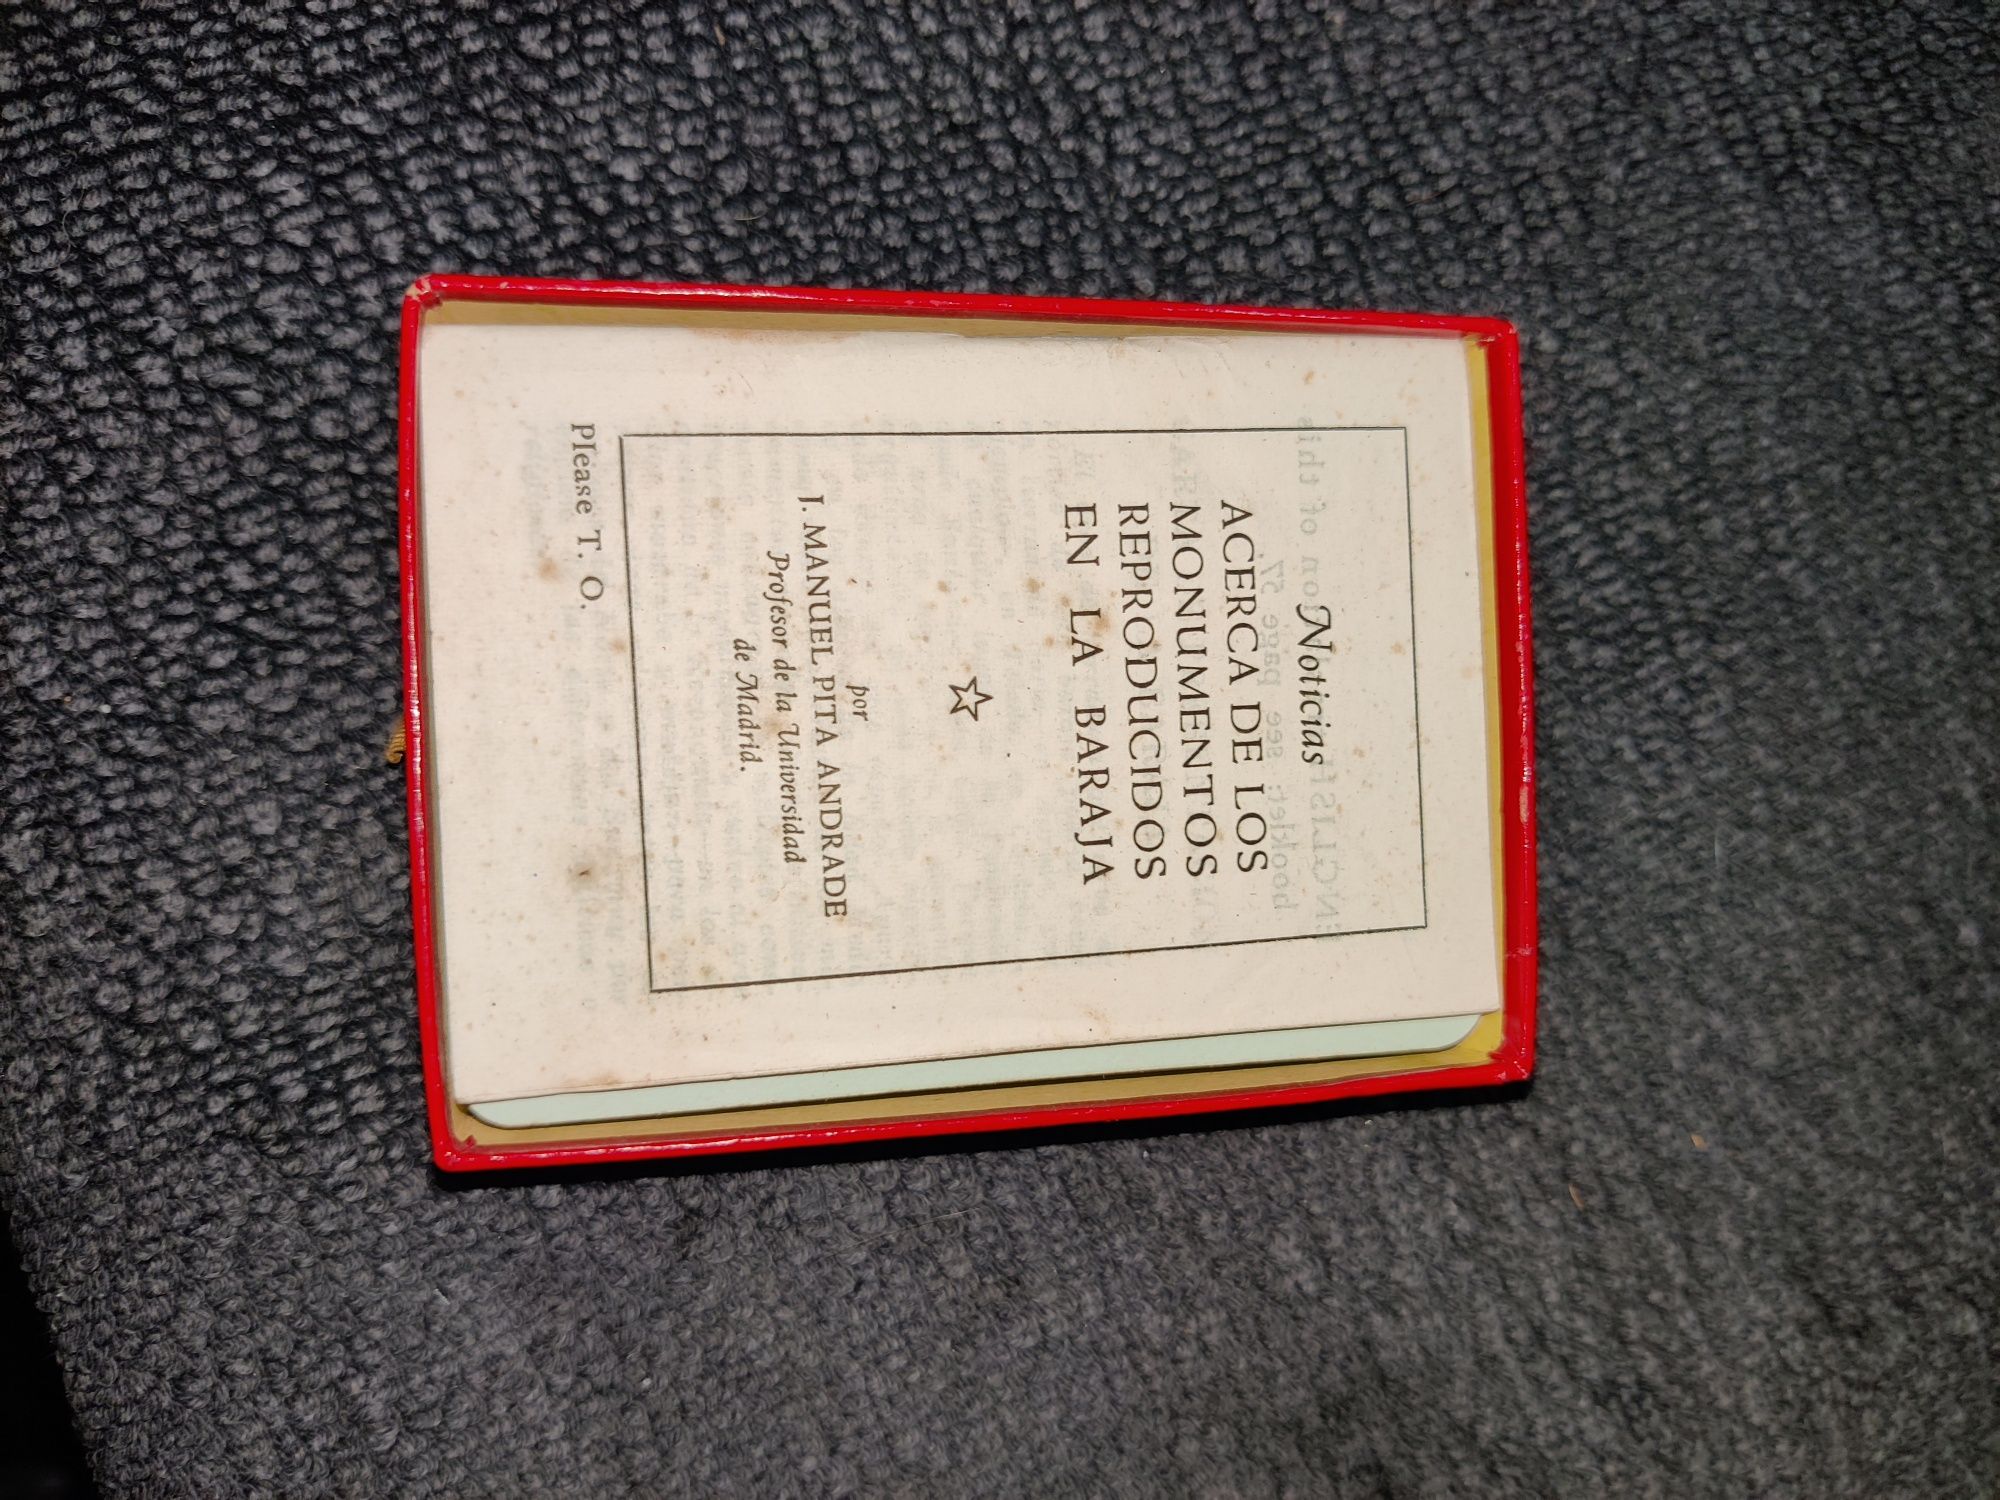 Noticias
ACERCA DE LOS
MONUMENTOS
REPRODUCIDOS
EN LA BARAJA
por
J. MANUEL PITA ANDRADE
Profesor de la Universidad
de Madrid.
Please T. O.